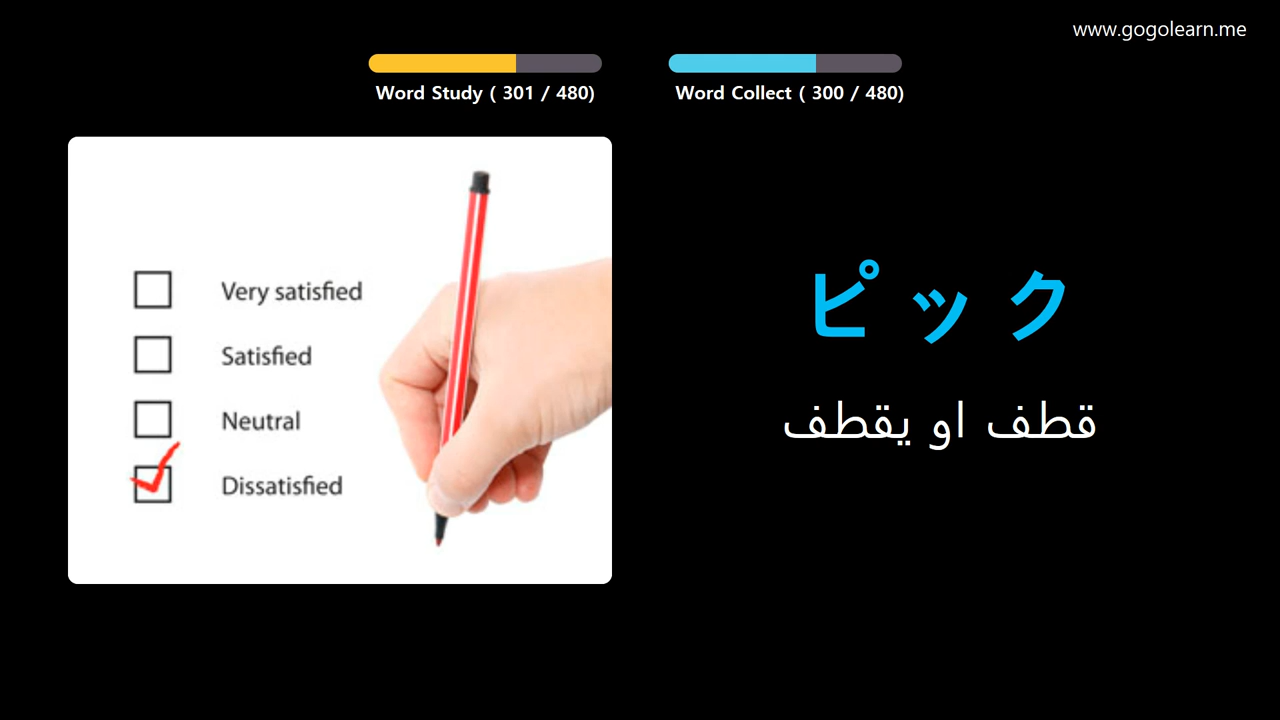 www.gogolearn.me
Word Study ( 301 / 480)
Word Collect ( 300 / 480)
Very satisfied
Satisfied
Neutral
Dissatisfied
ピック
قطف او يقطف